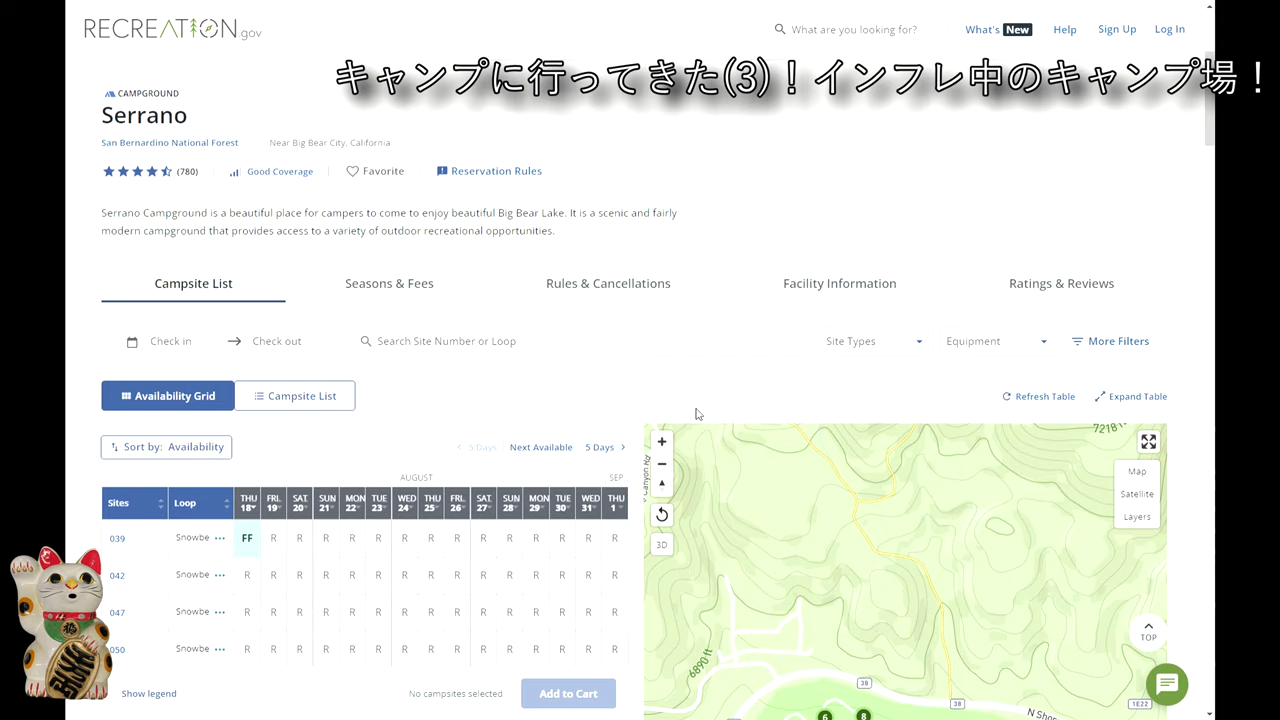 RECREATION.gov
What are you looking for?
What's New
Help
Sign Up
Log In
キャンプに行ってきた(3)！インフレ中のキャンプ場！
CAMPGROUND
Serrano
San Bernardino National Forest
Near Big Bear City, California
(780)
Good Coverage
Favorite
Reservation Rules
Serrano Campground is a beautiful place for campers to come to enjoy beautiful Big Bear Lake. It is a scenic and fairly
modern campground that provides access to a variety of outdoor recreational opportunities.
Campsite List
Seasons & Fees
Rules & Cancellations
Facility Information
Ratings & Reviews
Check in
Check out
Search Site Number or Loop
Site Types
Equipment
More Filters
Availability Grid
Campsite List
Refresh Table
Expand Table
Sort by: Availability
5 Days
Next Available
5 Days
AUGUST
SEP
Sites Loop THU FRI SAT SUN MON TUE WED THU FRI SAT SUN MON TUE WED THU
18 19 20 21 22 23 24 25 26 27 28 29 30 31 1
039 Snowbe ••• FF R R R R R R R R R R R R R R
042 Snowbe ••• R R R R R R R R R R R R R R R
047 Snowbe ••• R R R R R R R R R R R R R R R
050 Snowbe ••• R R R R R R R R R R R R R R R
Show legend
No campsites selected
Add to Cart
3D
Map
Satellite
Layers
7218 f
6890 ft
38
38
1E22
6
8
TOP